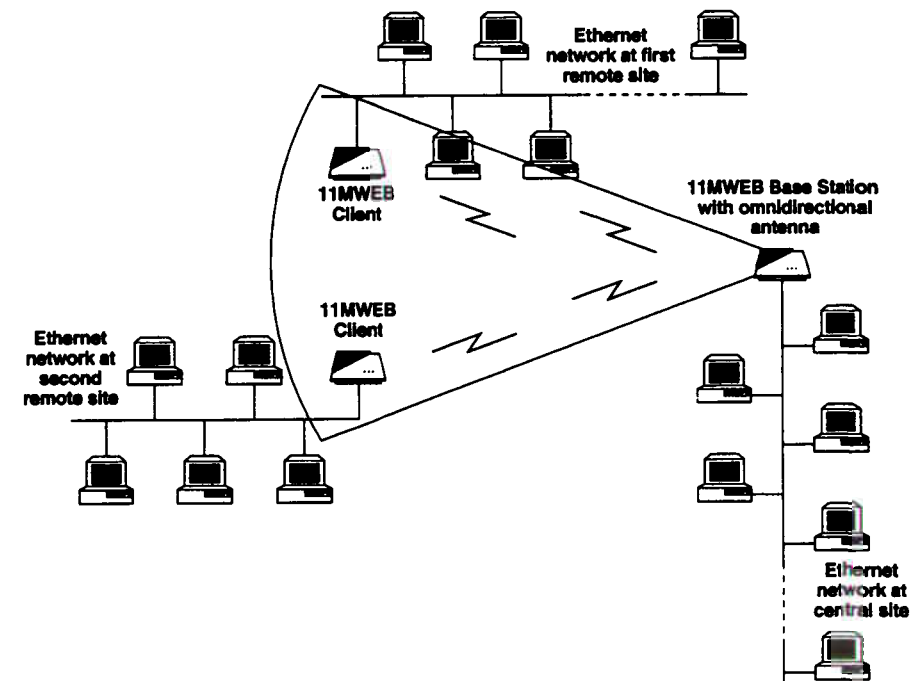 Ethernet
network at first
remote site
11MWEB
Client
11MWEB Base Station
with omnidirectional
antenna
11MWEB
Client
Ethernet
network at
second
remote site
Ethernet
network at
central site